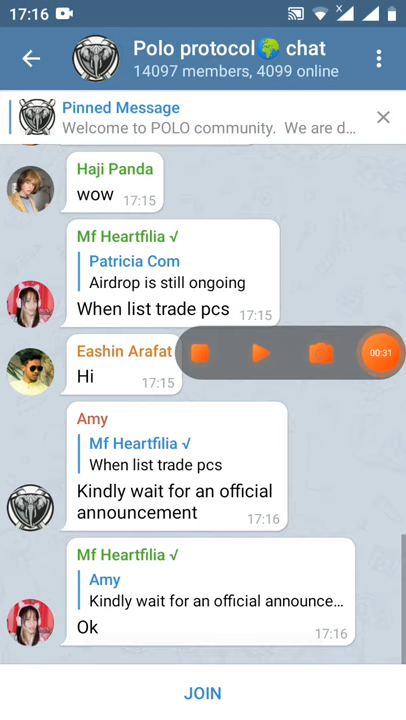 17:16
Polo protocol🌍 chat
14097 members, 4099 online
Pinned Message
Welcome to POLO community.  We are d...
Haji Panda
wow 17:15
Mf Heartfilia √
Patricia Com
Airdrop is still ongoing
When list trade pcs 17:15
Eashin Arafat
00:31
Hi 17:15
Amy
Mf Heartfilia √
When list trade pcs
Kindly wait for an official
announcement 17:16
Mf Heartfilia √
Amy
Kindly wait for an official announce...
Ok 17:16
JOIN